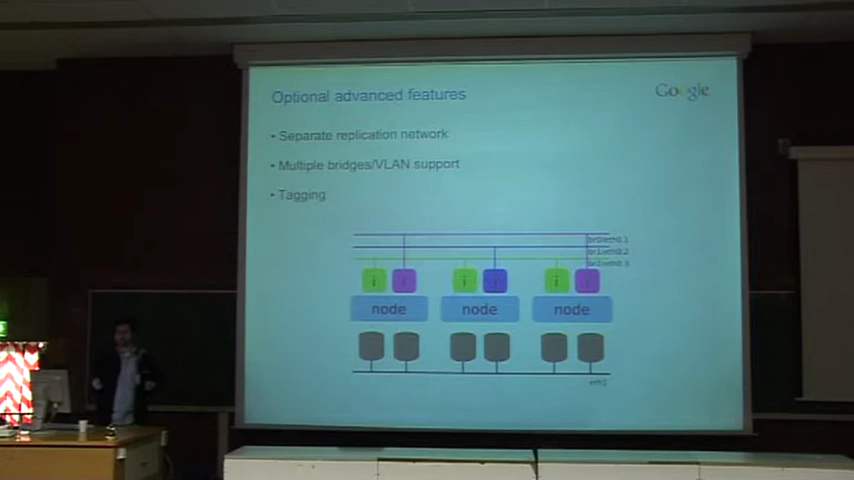 Optional advanced features
Google
• Separate replication network
• Multiple bridges/VLAN support
• Tagging
i i i i i i
node node node